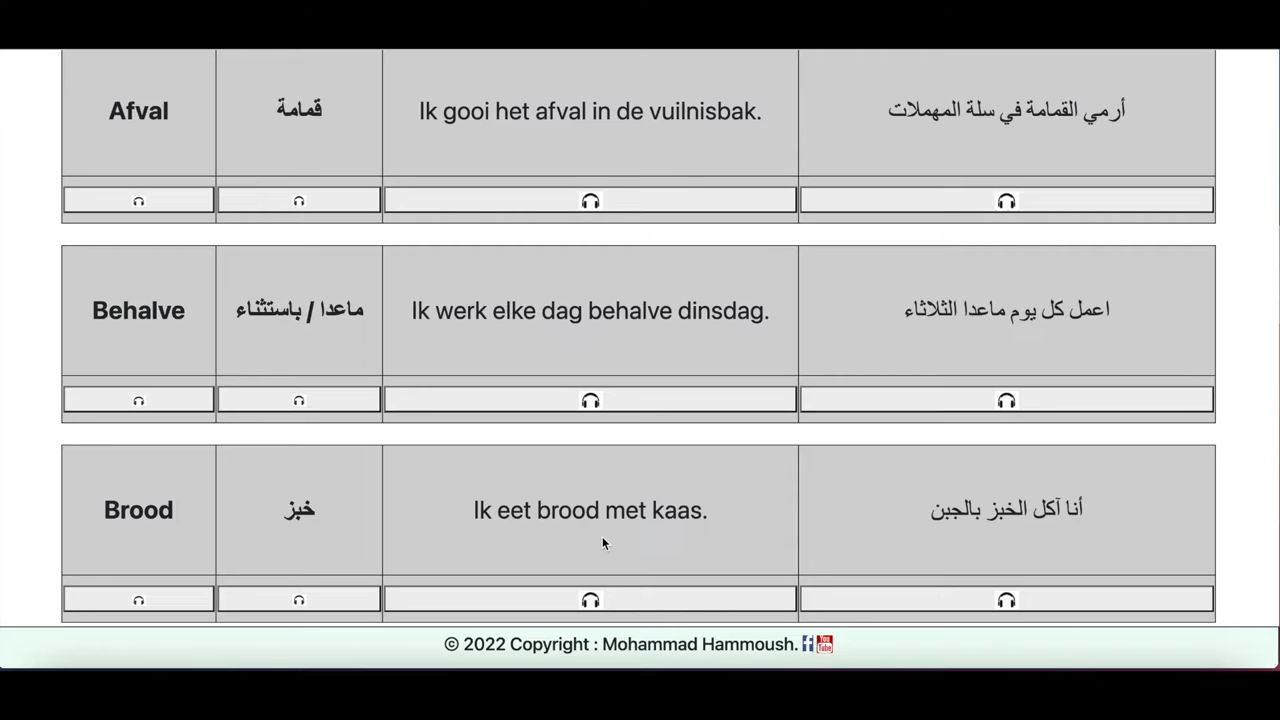 Afval
قمامة
Ik gooi het afval in de vuilnisbak.
أرمي القمامة في سلة المهملات
Behalve
ماعدا / باستثناء
Ik werk elke dag behalve dinsdag.
اعمل كل يوم ماعدا الثلاثاء
Brood
خبز
Ik eet brood met kaas.
أنا آكل الخبز بالجبن
© 2022 Copyright : Mohammad Hammoush. f You Tube